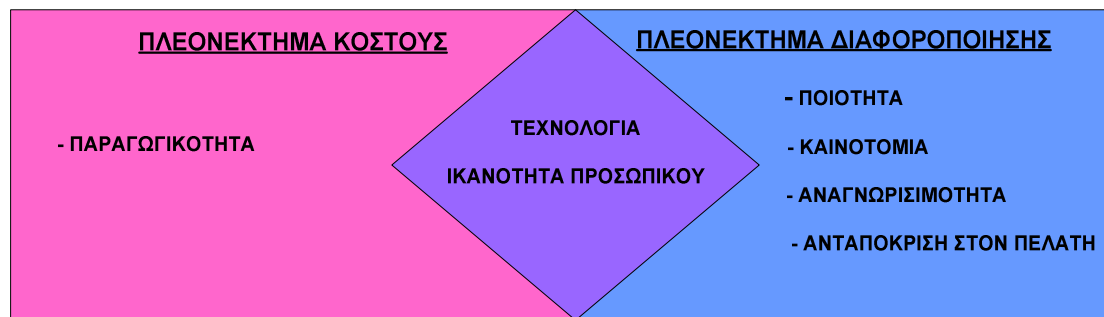 ΠΛΕΟΝΕΚΤΗΜΑ ΚΟΣΤΟΥΣ
- ΠΑΡΑΓΩΓΙΚΟΤΗΤΑ
ΤΕΧΝΟΛΟΓΙΑ
ΙΚΑΝΟΤΗΤΑ ΠΡΟΣΩΠΙΚΟΥ
ΠΛΕΟΝΕΚΤΗΜΑ ΔΙΑΦΟΡΟΠΟΙΗΣΗΣ
- ΠΟΙΟΤΗΤΑ
- ΚΑΙΝΟΤΟΜΙΑ
- ΑΝΑΓΝΩΡΙΣΙΜΟΤΗΤΑ
- ΑΝΤΑΠΟΚΡΙΣΗ ΣΤΟΝ ΠΕΛΑΤΗ